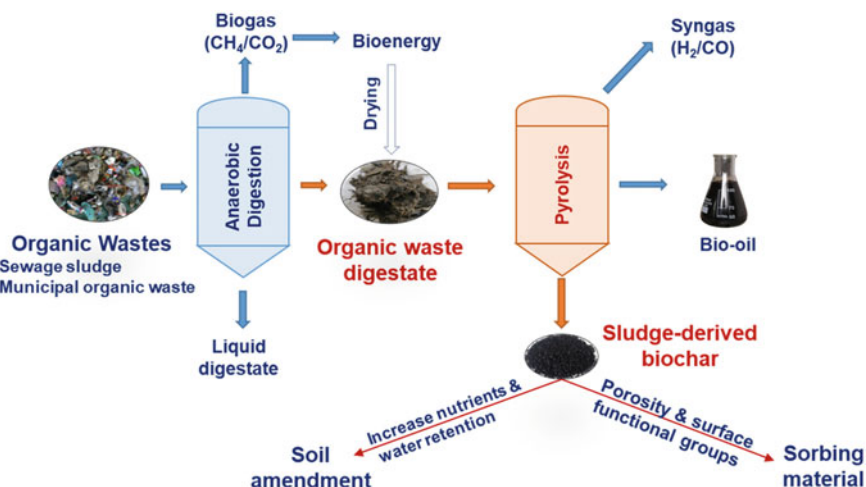 Biogas
(CH₄/CO₂)
Bioenergy
Syngas
(H₂/CO)
Drying
Anaerobic
Digestion
Pyrolysis
Organic Wastes
Sewage sludge
Municipal organic waste
Organic waste
digestate
Bio-oil
Liquid
digestate
Sludge-derived
biochar
Increase nutrients &
water retention
Porosity & surface
functional groups
Soil
amendment
Sorbing
material